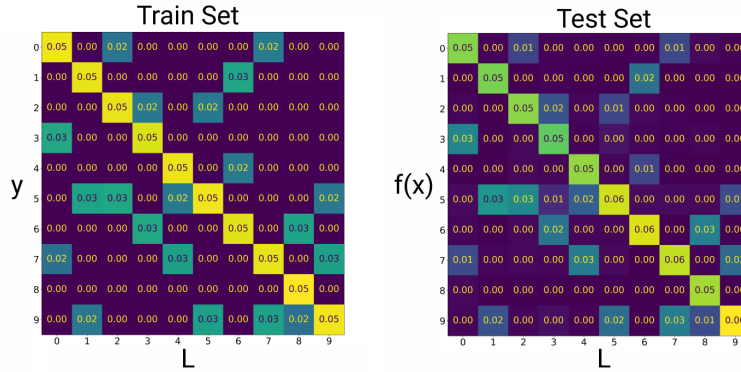 Train Set
0 0.05 0.00 0.02 0.00 0.00 0.00 0.00 0.02 0.00 0.00
1 0.00 0.05 0.00 0.00 0.00 0.00 0.03 0.00 0.00 0.00
2 0.00 0.00 0.05 0.02 0.00 0.02 0.00 0.00 0.00 0.00
3 0.03 0.00 0.00 0.05 0.00 0.00 0.00 0.00 0.00 0.00
4 0.00 0.00 0.00 0.00 0.05 0.00 0.02 0.00 0.00 0.00
y
5 0.00 0.03 0.03 0.00 0.02 0.05 0.00 0.00 0.00 0.02
6 0.00 0.00 0.00 0.03 0.00 0.00 0.05 0.00 0.03 0.00
7 0.02 0.00 0.00 0.00 0.03 0.00 0.00 0.05 0.00 0.03
8 0.00 0.00 0.00 0.00 0.00 0.00 0.00 0.00 0.05 0.00
9 0.00 0.02 0.00 0.00 0.00 0.03 0.00 0.03 0.02 0.05
0 1 2 3 4 5 6 7 8 9
L
Test Set
0 0.05 0.00 0.01 0.00 0.00 0.00 0.00 0.01 0.00
1 0.00 0.05 0.00 0.00 0.00 0.00 0.02 0.00 0.00
2 0.00 0.00 0.05 0.02 0.00 0.01 0.00 0.00 0.00
3 0.03 0.00 0.00 0.05 0.00 0.00 0.00 0.00 0.00
4 0.00 0.00 0.00 0.00 0.05 0.00 0.01 0.00 0.00
f(x)
5 0.00 0.03 0.03 0.01 0.02 0.06 0.00 0.00 0.00
6 0.00 0.00 0.00 0.02 0.00 0.00 0.06 0.00 0.03
7 0.01 0.00 0.00 0.00 0.03 0.00 0.00 0.06 0.00
8 0.00 0.00 0.00 0.00 0.00 0.00 0.00 0.00 0.05
9 0.00 0.02 0.00 0.00 0.00 0.02 0.00 0.03 0.01
0 1 2 3 4 5 6 7 8 9
L